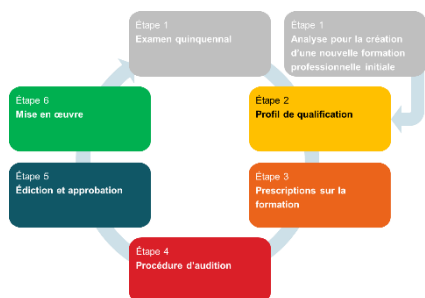 Étape 1
Examen quinquennal
Étape 1
Analyse pour la création
d'une nouvelle formation
professionnelle initiale
Étape 6
Mise en œuvre
Étape 2
Profil de qualification
Étape 5
Édiction et approbation
Étape 3
Prescriptions sur la
formation
Étape 4
Procédure d'audition